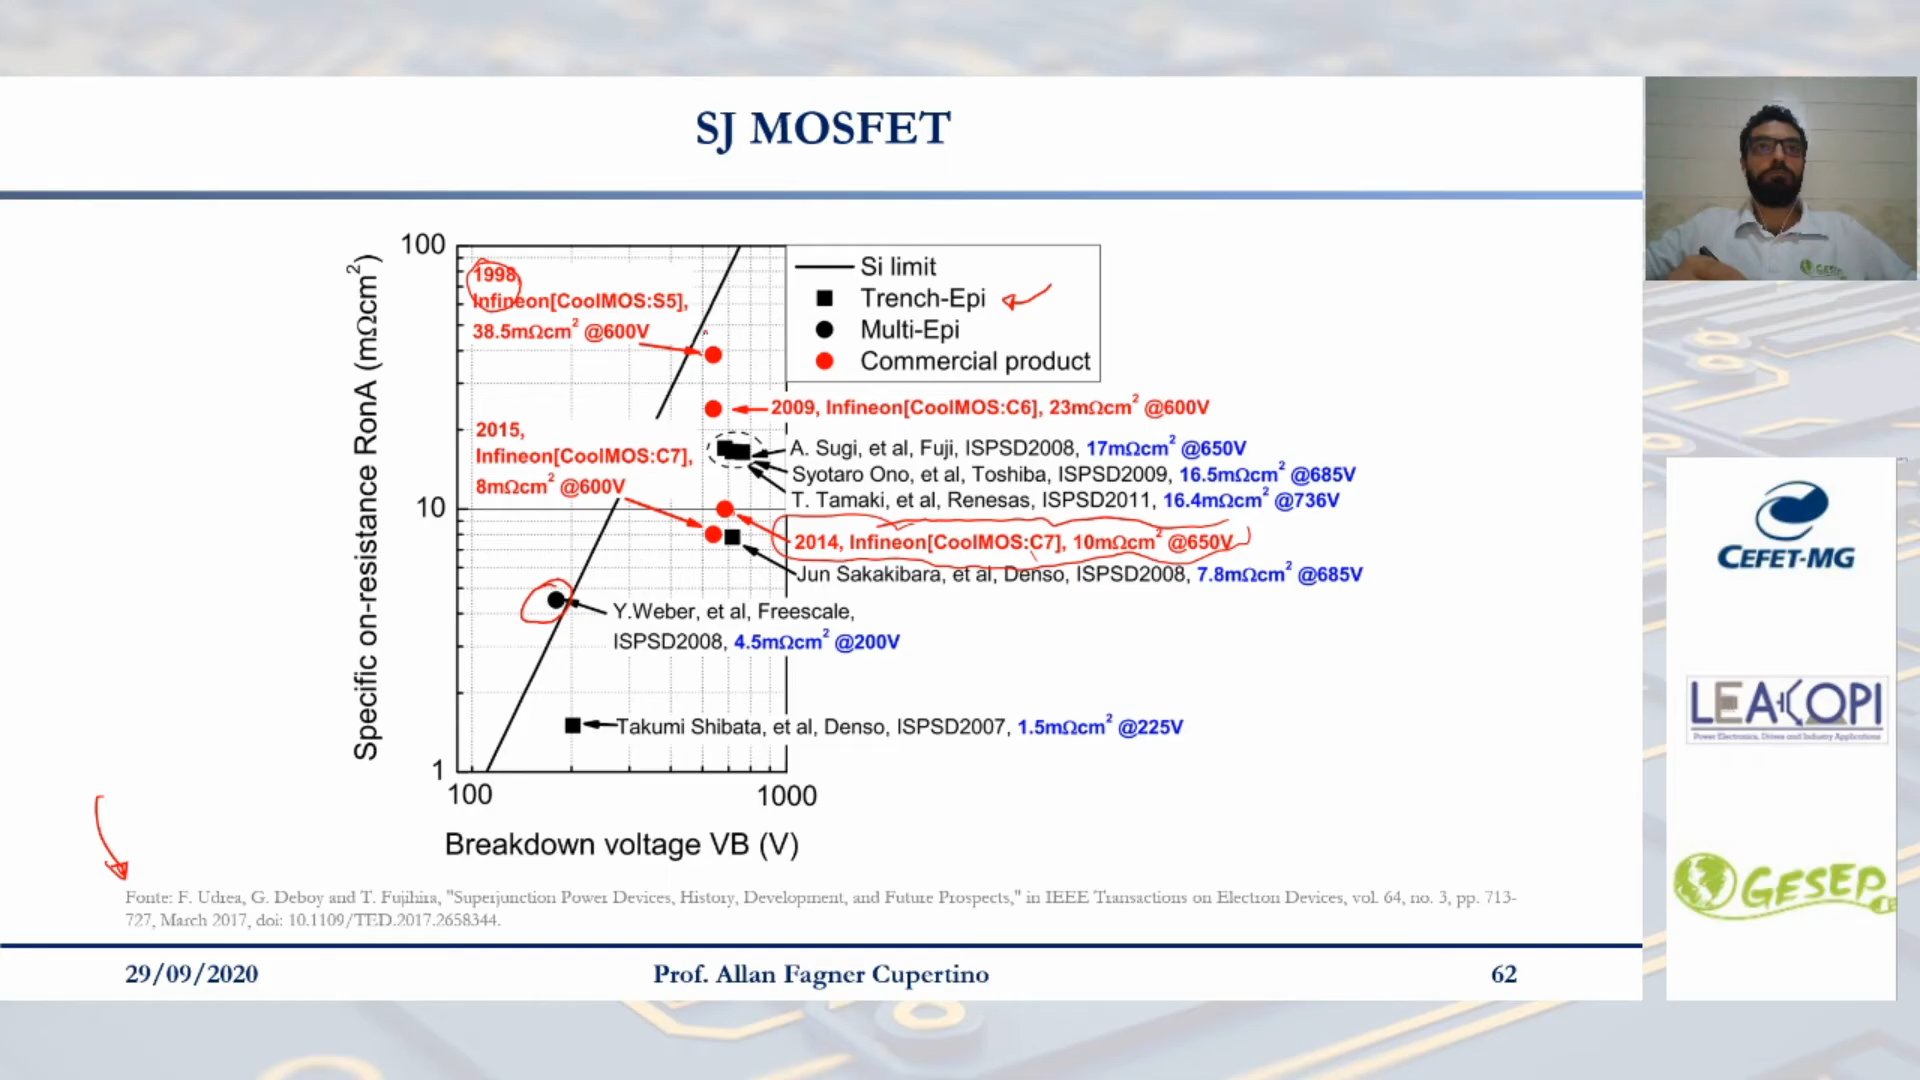 SJ MOSFET
100
10
1
Specific on-resistance RonA (mΩcm²)
100
1000
Breakdown voltage VB (V)
Si limit
Trench-Epi
Multi-Epi
Commercial product
1998,
Infineon[CoolMOS:S5],
38.5mΩcm² @600V
2009, Infineon[CoolMOS:C6], 23mΩcm² @600V
2015,
Infineon[CoolMOS:C7],
8mΩcm² @600V
A. Sugi, et al, Fuji, ISPSD2008, 17mΩcm² @650V
Syotaro Ono, et al, Toshiba, ISPSD2009, 16.5mΩcm² @685V
T. Tamaki, et al, Renesas, ISPSD2011, 16.4mΩcm² @736V
2014, Infineon[CoolMOS:C7], 10mΩcm² @650V
Jun Sakakibara, et al, Denso, ISPSD2008, 7.8mΩcm² @685V
Y.Weber, et al, Freescale,
ISPSD2008, 4.5mΩcm² @200V
Takumi Shibata, et al, Denso, ISPSD2007, 1.5mΩcm² @225V
Fonte: F. Udrea, G. Deboy and T. Fujihira, "Superjunction Power Devices, History, Development, and Future Prospects," in IEEE Transactions on Electron Devices, vol. 64, no. 3, pp. 713-
727, March 2017, doi: 10.1109/TED.2017.2658344.
29/09/2020
Prof. Allan Fagner Cupertino
62
CEFET-MG
LEACOPI
Power Electronics, Drives and Industry Applications
GESEP